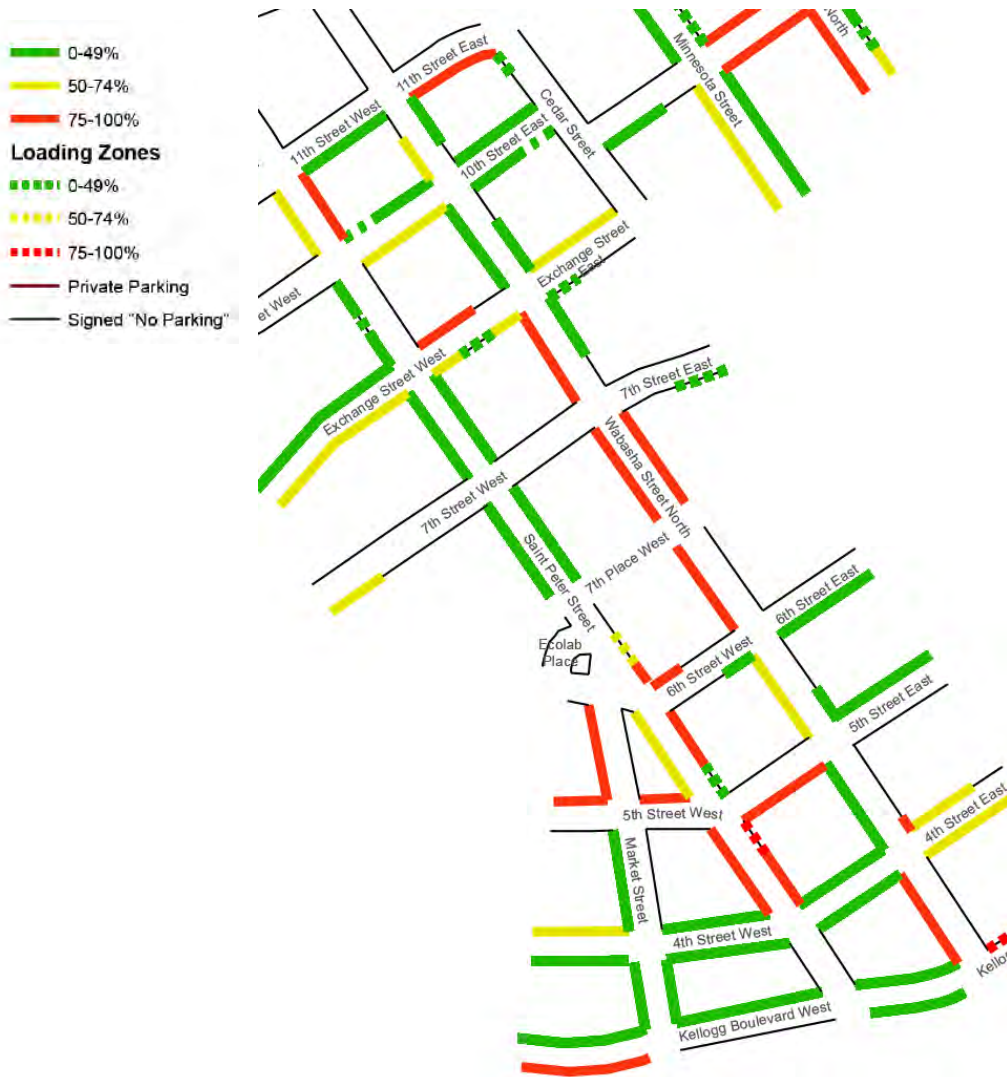 0-49%
50-74%
75-100%
Loading Zones
0-49%
50-74%
75-100%
Private Parking
Signed "No Parking"
North
Minnesota Street
11th Street East
Cedar Street
11th Street West
10th Street East
Exchange Street
East
et West
Exchange Street West
7th Street East
Wabasha Street North
7th Street West
Saint Peter Street
7th Place West
6th Street East
Ecolab
Place
6th Street West
5th Street East
5th Street West
4th Street East
Market Street
4th Street West
Kellogg Boulevard West